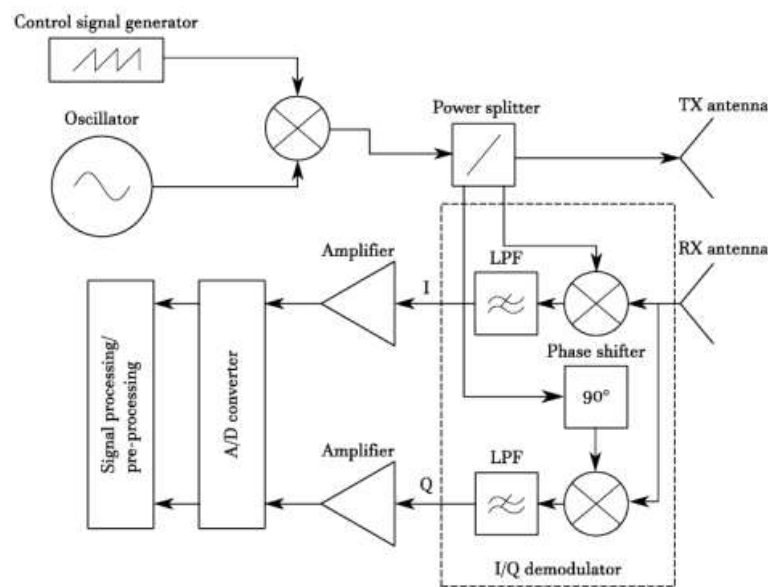 Control signal generator
Oscillator
Power splitter
TX antenna
Amplifier
I
LPF
RX antenna
Phase shifter
90°
Signal processing/
pre-processing
A/D converter
Amplifier
Q
LPF
I/Q demodulator